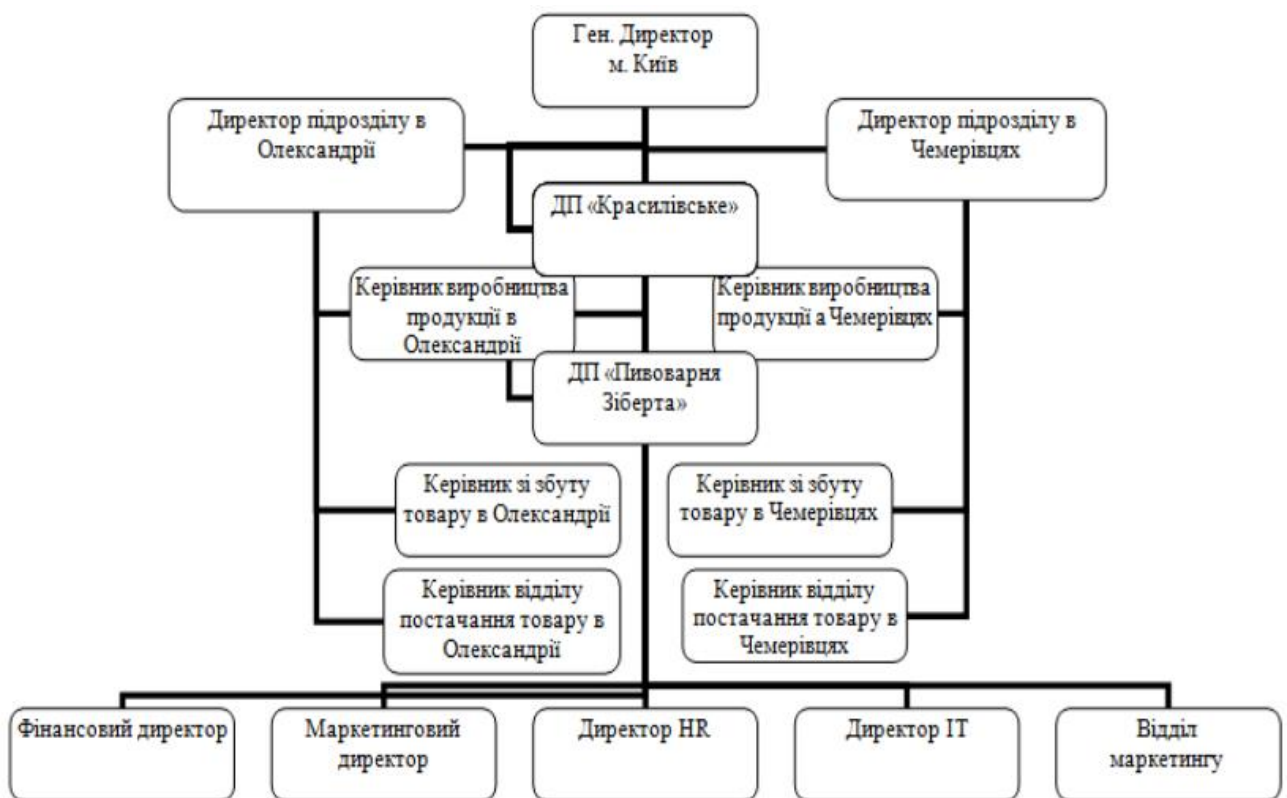 Ген. Директор
м. Київ
Директор підрозділу в
Олександрії
Директор підрозділу в
Чемерівцях
ДП «Красилівське»
Керівник виробництва
продукції в
Олександрії
Керівник виробництва
продукції а Чемерівцях
ДП «Пивоварня
Зіберта»
Керівник зі збуту
товару в Олександрії
Керівник зі збуту
товару в Чемерівцях
Керівник відділу
постачання товару в
Олександрії
Керівник відділу
постачання товару в
Чемерівцях
Фінансовий директор
Маркетинговий
директор
Директор HR
Директор ІТ
Відділ
маркетингу